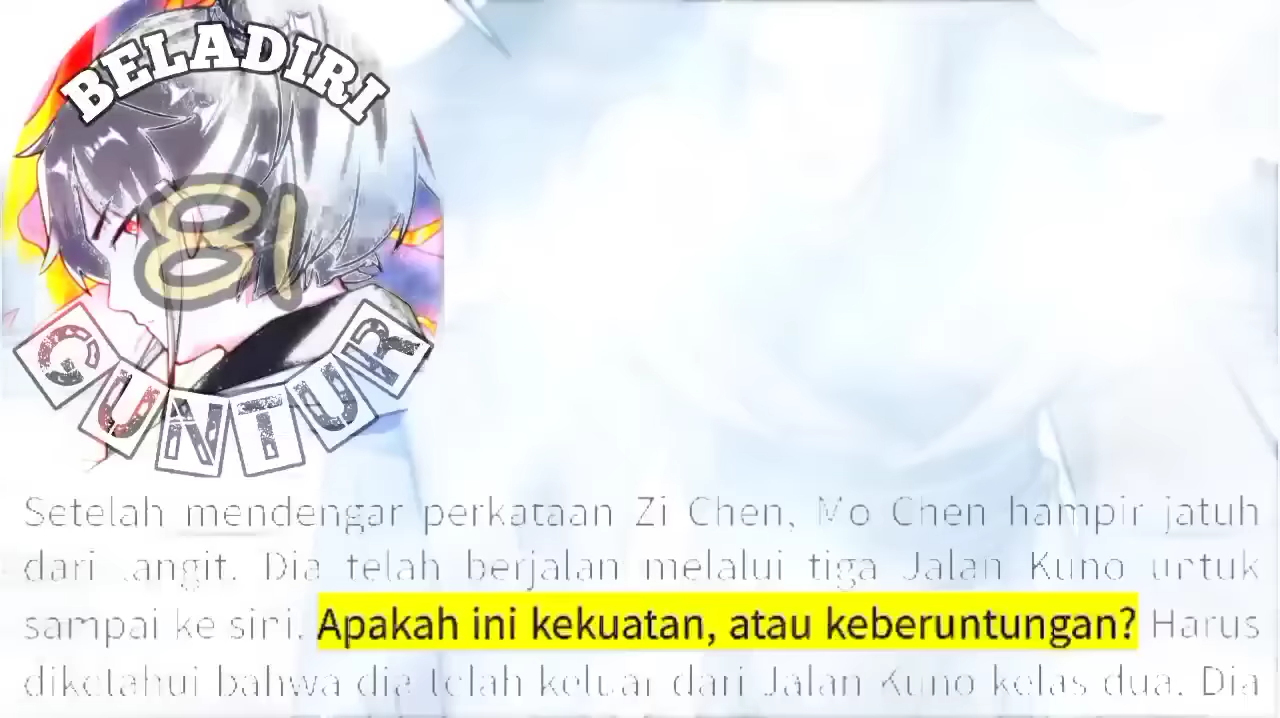 BELADIRI
81
GUNTUR
Setelah mendengar perkataan Zi Chen, Mo Chen hampir jatuh
dari langit. Dia telah berjalan melalui tiga Jalan Kuno untuk
sampai ke sini. Apakah ini kekuatan, atau keberuntungan? Harus
diketahui bahwa dia telah keluar dari Jalan Kuno kelas dua. Dia